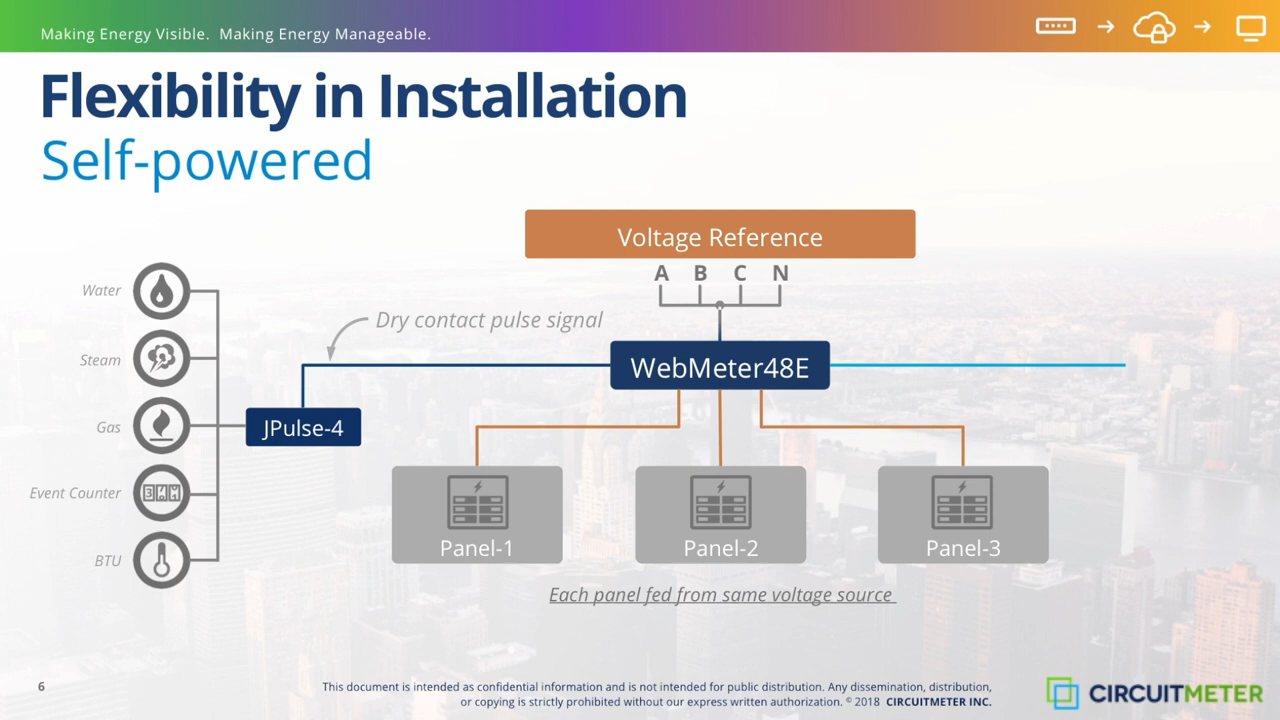 Making Energy Visible.  Making Energy Manageable.
Flexibility in Installation
Self-powered
Voltage Reference
A B C N
Water
Steam
Gas
Event Counter
BTU
Dry contact pulse signal
WebMeter48E
JPulse-4
Panel-1
Panel-2
Panel-3
Each panel fed from same voltage source
6
This document is intended as confidential information and is not intended for public distribution. Any dissemination, distribution,
or copying is strictly prohibited without our express written authorization. © 2018 CIRCUITMETER INC.
CIRCUITMETER